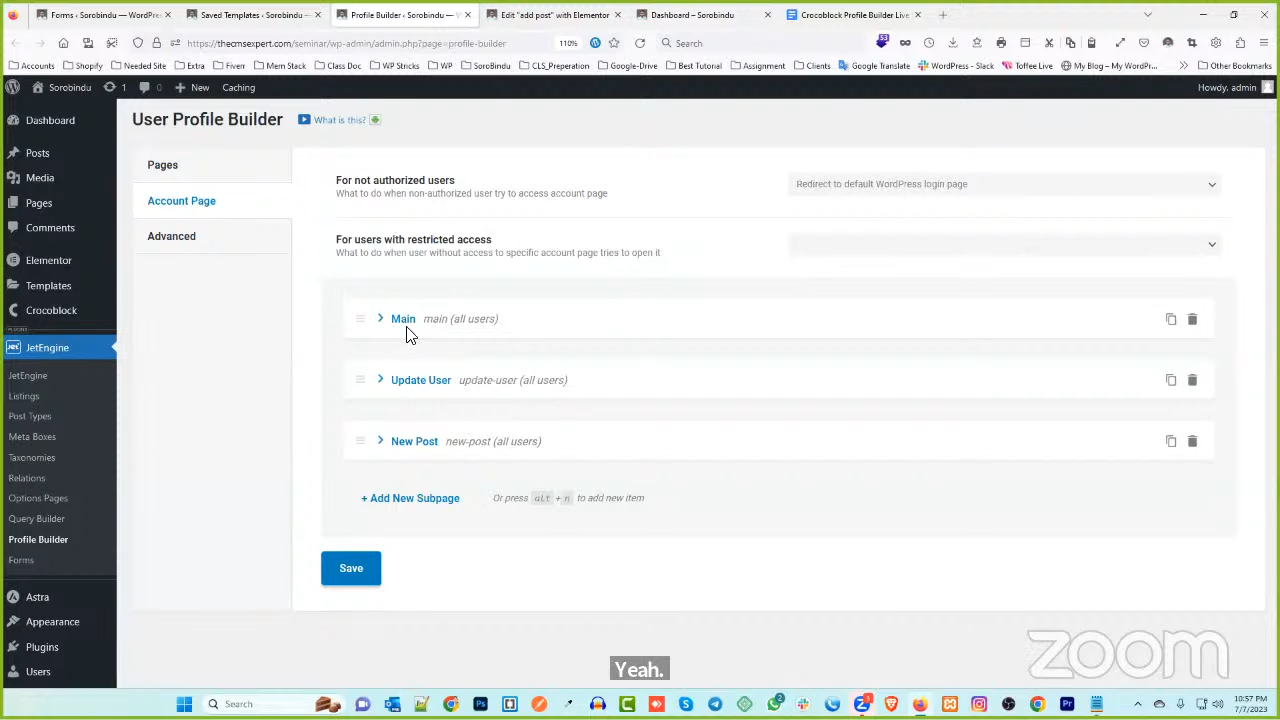 Forms ‹ Sorobindu — WordPres
Saved Templates ‹ Sorobindu —
Profile Builder ‹ Sorobindu — W
Edit "add post" with Elementor
Dashboard – Sorobindu
Crocoblock Profile Builder Live
https://thecmsexpert.com/seminar/wp-admin/admin.php?page=profile-builder
110%
Search
53
Accounts
Shopify
Needed Site
Extra
Fiverr
Mern Stack
Class Doc
WP Stricks
WP
SoroBindu
CLS_Preperation
Google-Drive
Best Tutorial
Assignment
Clients
Google Translate
WordPress - Slack
Toffee Live
My Blog – My WordPr...
Other Bookmarks
Sorobindu
1
0
New
Caching
Howdy, admin
Dashboard
Posts
Media
Pages
Comments
Elementor
Templates
Crocoblock
PLUGINS
JetEngine
JetEngine
Listings
Post Types
Meta Boxes
Taxonomies
Relations
Options Pages
Query Builder
Profile Builder
Forms
Astra
Appearance
Plugins
Users
User Profile Builder
What is this?
Pages
Account Page
Advanced
For not authorized users
What to do when non-authorized user try to access account page
Redirect to default WordPress login page
For users with restricted access
What to do when user without access to specific account page tries to open it
Main main (all users)
Update User update-user (all users)
New Post new-post (all users)
+ Add New Subpage
Or press alt + n to add new item
Save
zoom
Yeah.
Search
2
10:57 PM
7/7/2023